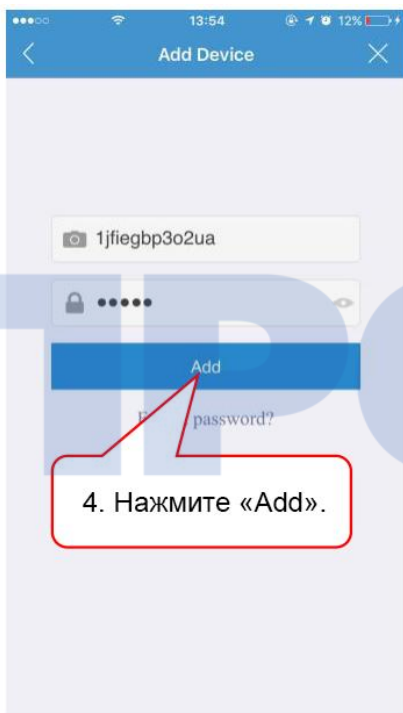 13:54 12%
Add Device
1jfiegbp3o2ua
•••••
Add
password?
4. Нажмите «Add».